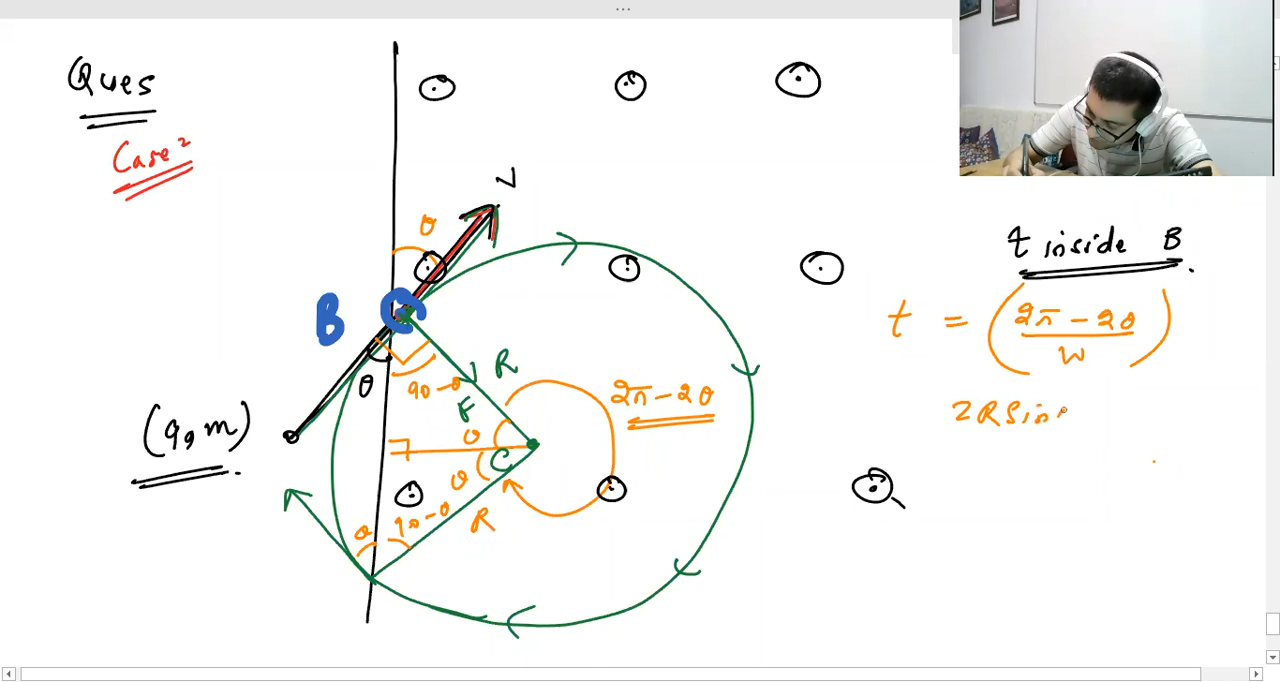 Ques
Case 2
V
θ
B
θ
90-θ
R
F
(q, m)
θ
C
θ
2π-2θ
θ
90-θ
R
t inside B
t = (2π-2θ / W)
2RSin